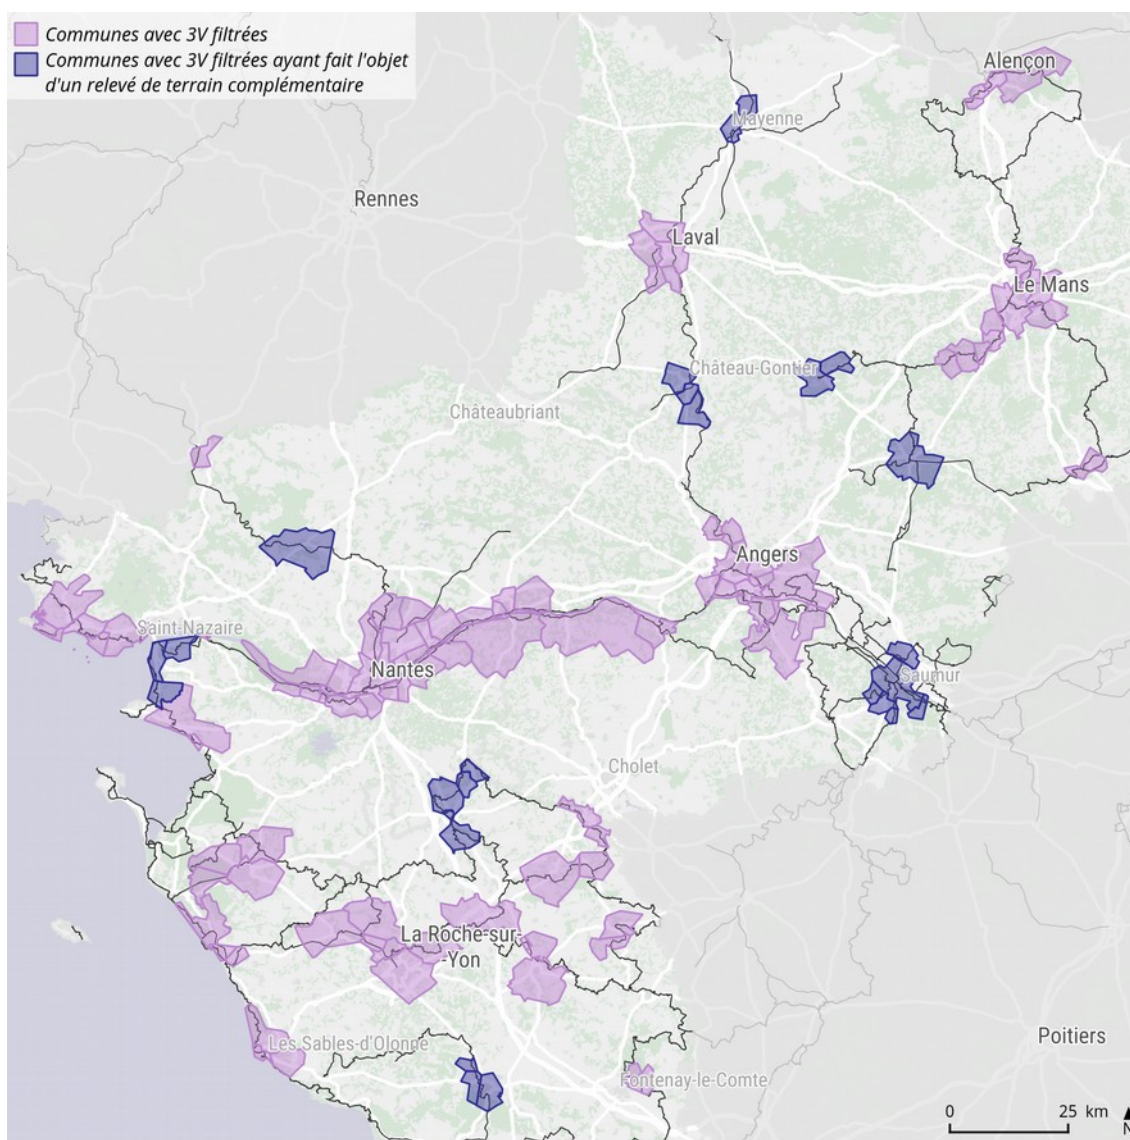 Communes avec 3V filtrées
Communes avec 3V filtrées ayant fait l'objet
d'un relevé de terrain complémentaire
Alençon
Mayenne
Rennes
Laval
Le Mans
Château-Gontier
Châteaubriant
Angers
Saint-Nazaire
Nantes
Saumur
Cholet
La Roche-sur-
-Yon
Les Sables-d'Olonne
Poitiers
Fontenay-le-Comte
0 25 km
N